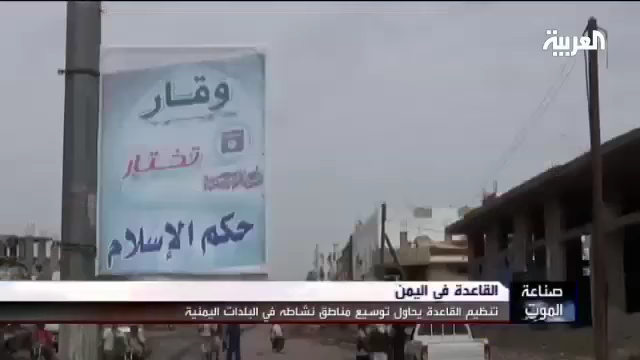 العربية
وقار
تختار
حكم الإسلام
القاعدة في اليمن
صناعة الموت
تنظيم القاعدة يحاول توسيع مناطق نشاطه في البلدات اليمنية